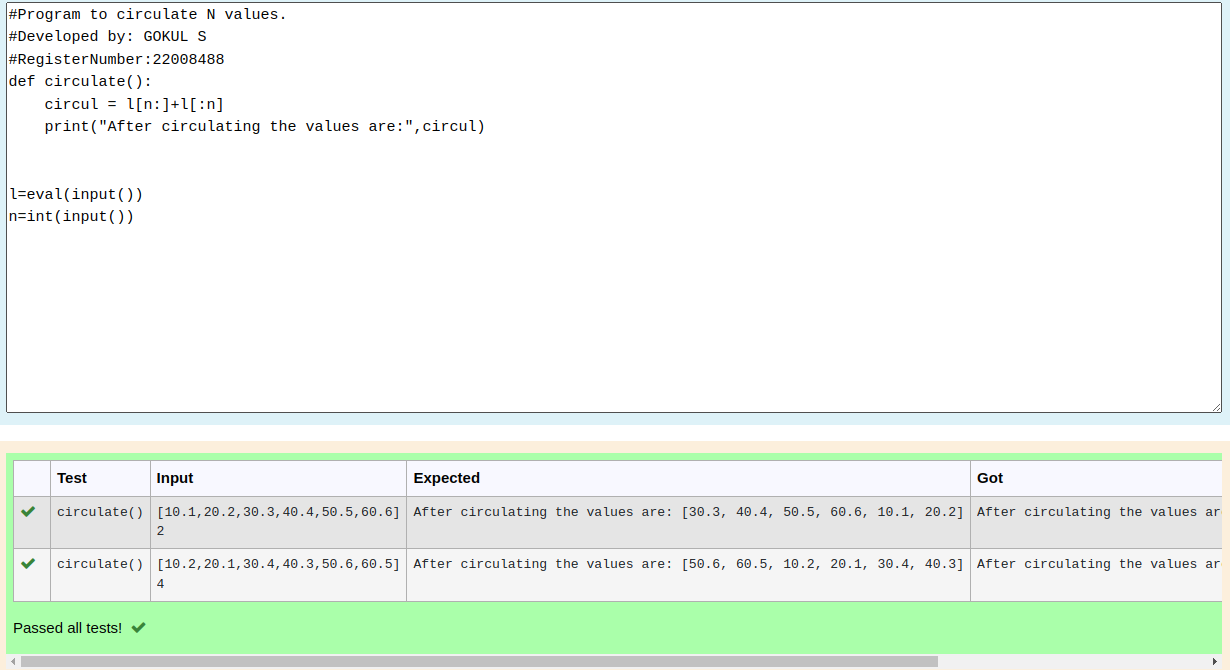 #Program to circulate N values.
#Developed by: GOKUL S
#RegisterNumber:22008488
def circulate():
    circul = l[n:]+l[:n]
    print("After circulating the values are:",circul)
l=eval(input())
n=int(input())
Test Input Expected Got
circulate() [10.1,20.2,30.3,40.4,50.5,60.6] After circulating the values are: [30.3, 40.4, 50.5, 60.6, 10.1, 20.2] After circulating the values ar
2
circulate() [10.2,20.1,30.4,40.3,50.6,60.5] After circulating the values are: [50.6, 60.5, 10.2, 20.1, 30.4, 40.3] After circulating the values ar
4
Passed all tests!